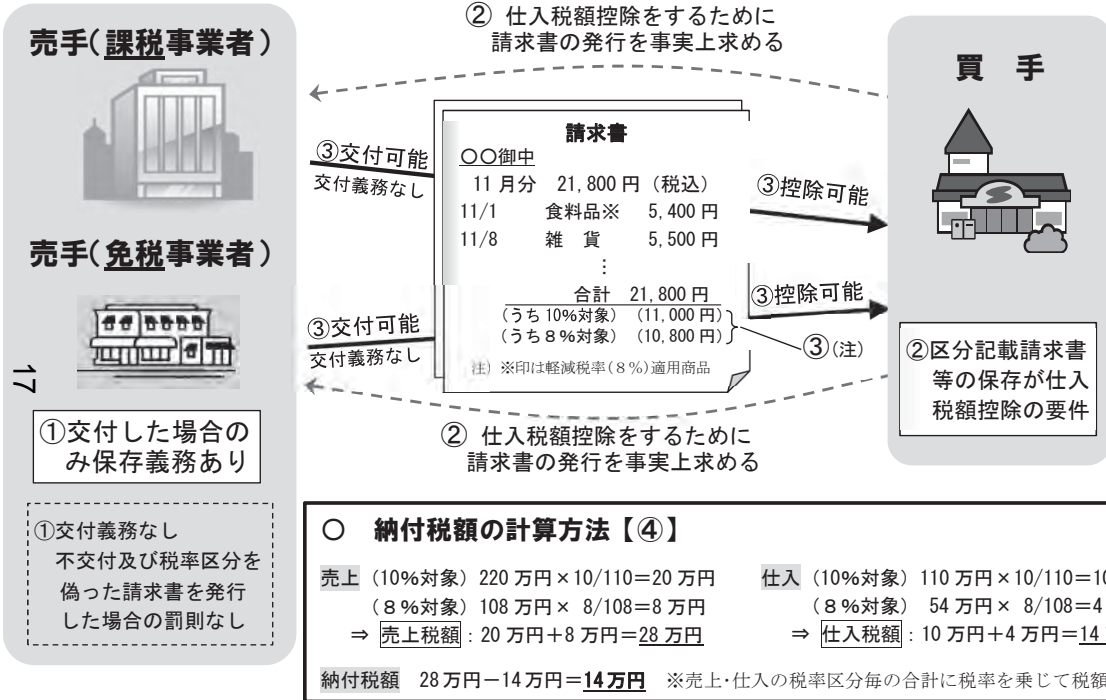 ② 仕入税額控除をするために
請求書の発行を事実上求める
売手(課税事業者)
売手(免税事業者)
①交付した場合の
み保存義務あり
①交付義務なし
不交付及び税率区分を
偽った請求書を発行
した場合の罰則なし
17
③交付可能
交付義務なし
③交付可能
交付義務なし
請求書
〇〇御中
11月分 21,800円（税込）
11/1 食料品※ 5,400円
11/8 雑 貨 5,500円
⋮
合計 21,800円
（うち10％対象）（11,000円）
（うち８％対象）（10,800円）
注）※印は軽減税率（８％）適用商品
③(注)
③控除可能
③控除可能
買 手
②区分記載請求書
等の保存が仕入
税額控除の要件
② 仕入税額控除をするために
請求書の発行を事実上求める
〇 納付税額の計算方法【④】
売上（10％対象）220万円×10/110＝20万円
（８％対象）108万円× 8/108＝8万円
⇒ 売上税額：20万円＋8万円＝28万円
仕入（10％対象）110万円×10/110＝10
（８％対象） 54万円× 8/108＝4
⇒ 仕入税額：10万円＋4万円＝14
納付税額 28万円－14万円＝14万円 ※売上・仕入の税率区分毎の合計に税率を乗じて税額